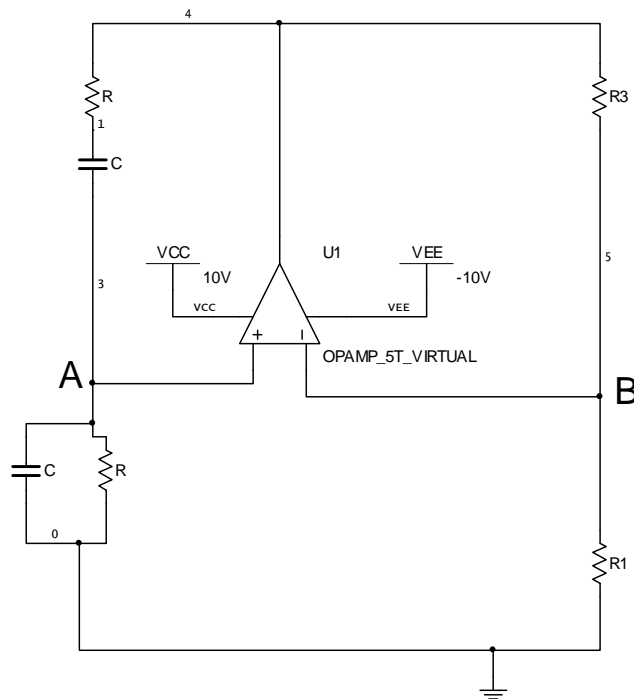 4
R
R3
1
C
U1
VCC
VEE
5
10V
-10V
3
VCC
VEE
+
OPAMP_5T_VIRTUAL
A
B
C
R
0
R1